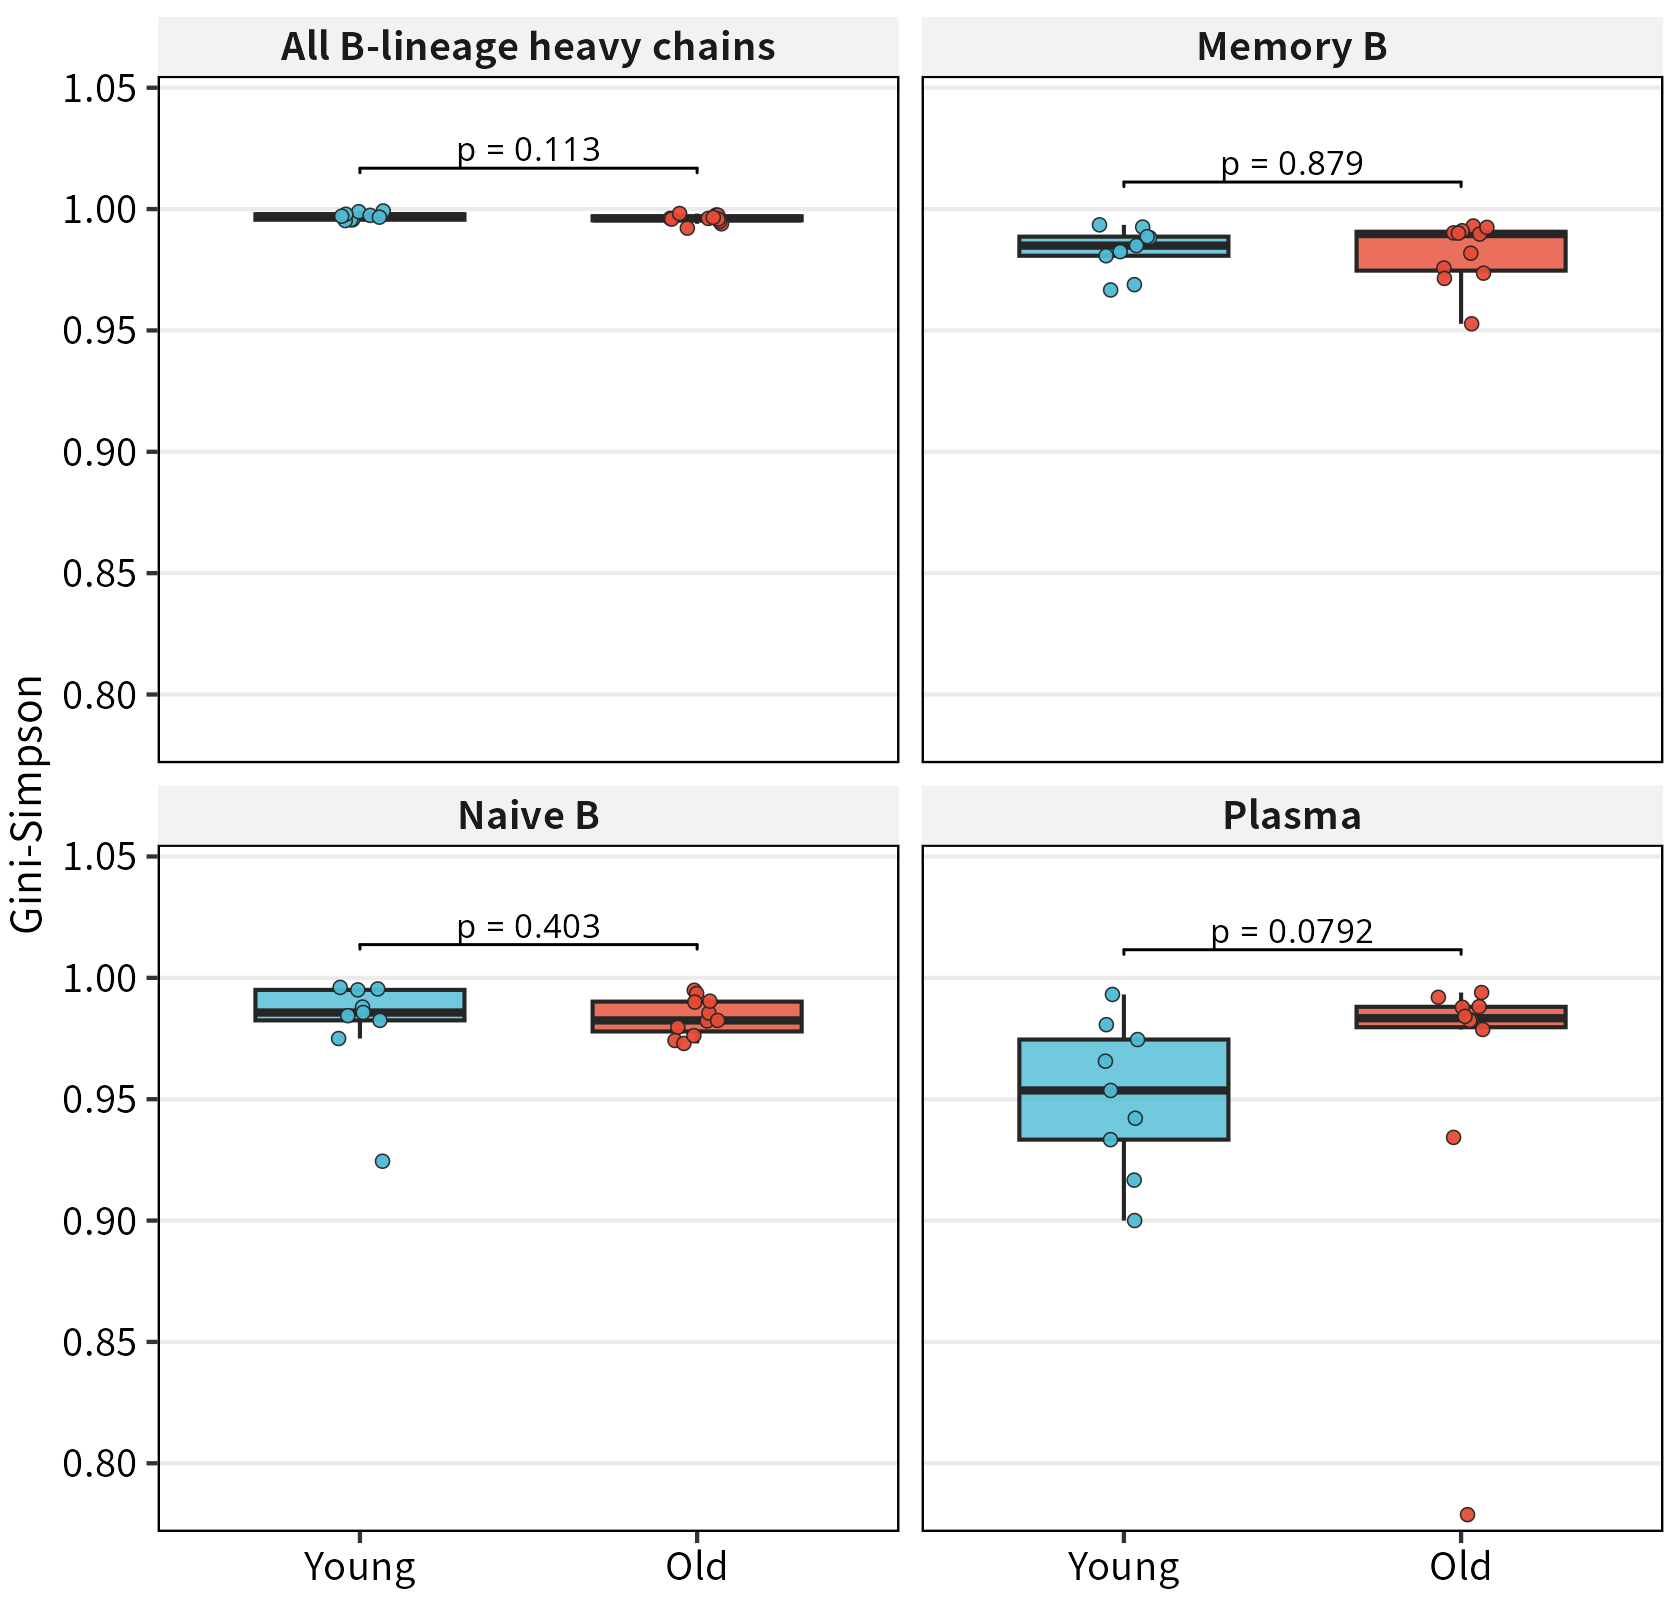 All B-lineage heavy chains
Memory B
1.05
1.00
0.95
0.90
0.85
0.80
p = 0.113
p = 0.879
Gini-Simpson
Naive B
Plasma
1.05
1.00
0.95
0.90
0.85
0.80
p = 0.403
p = 0.0792
Young
Old
Young
Old